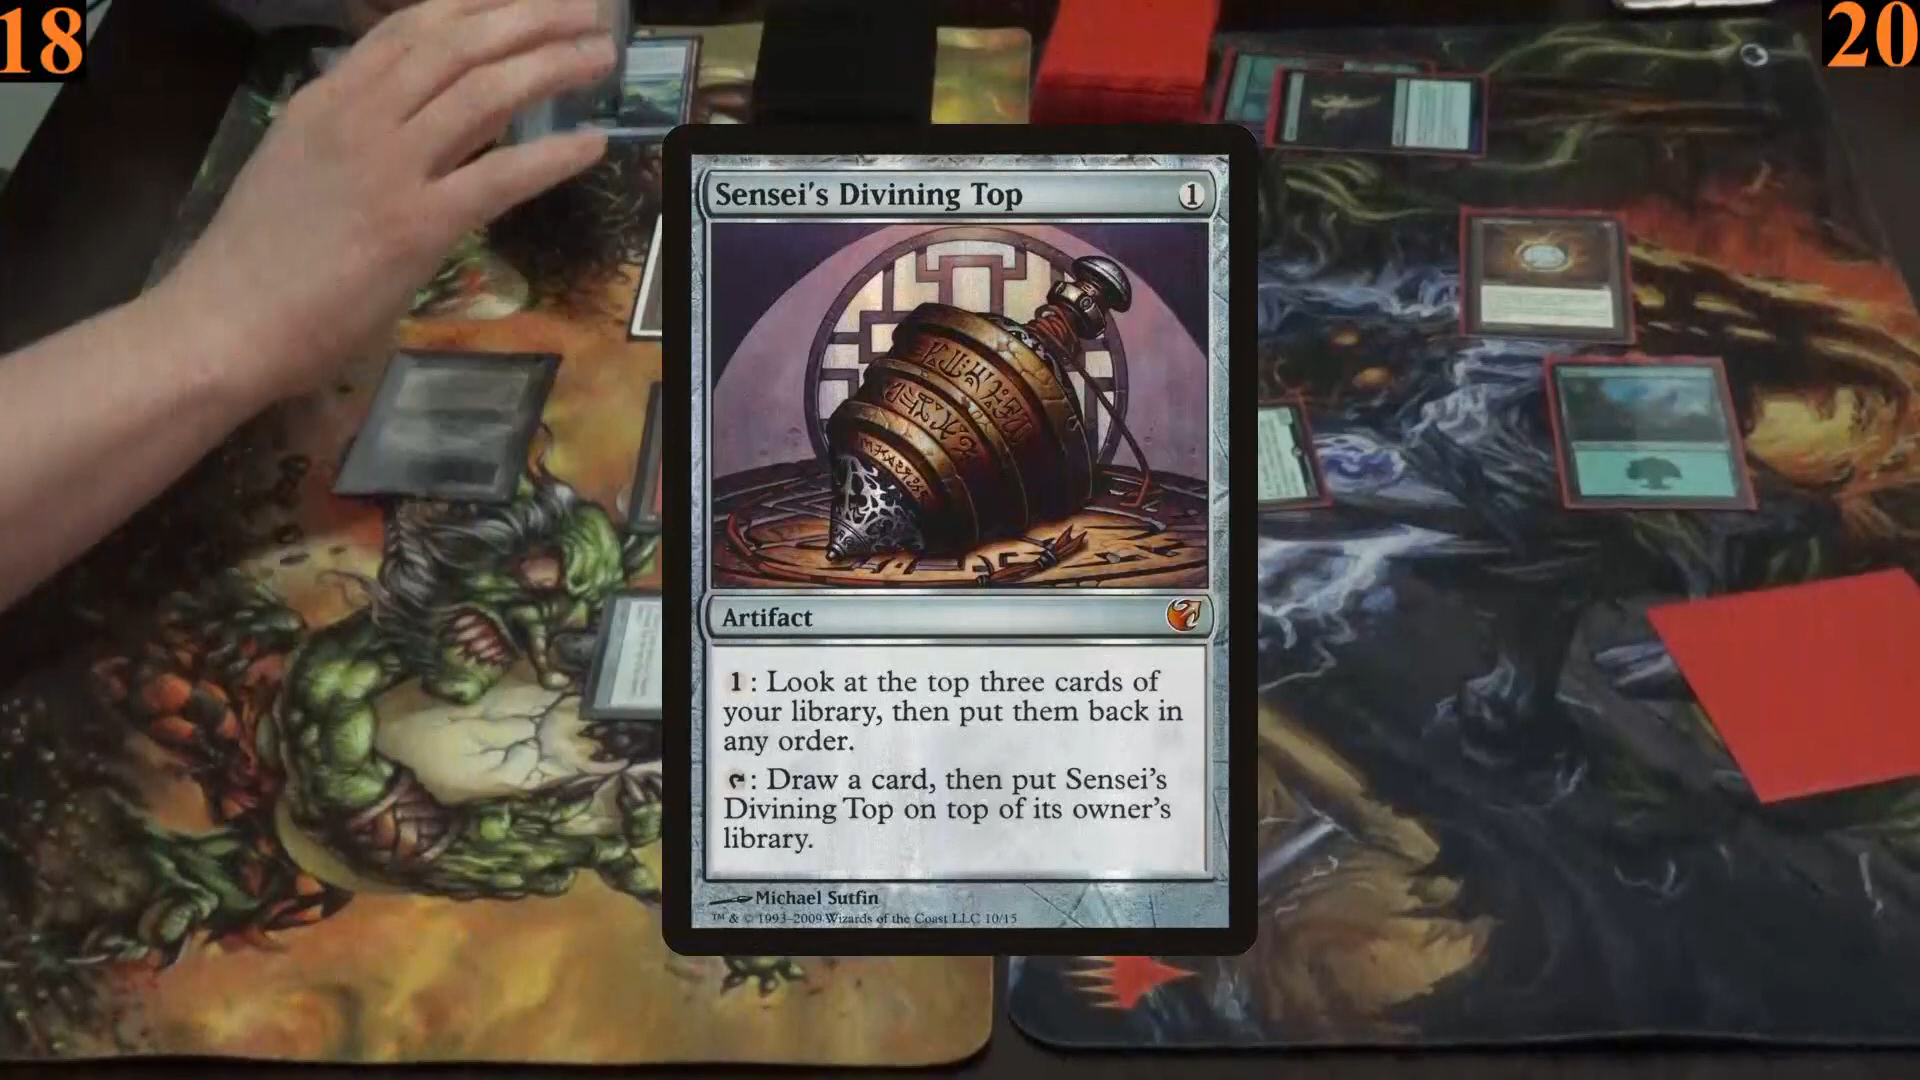 18
20
Sensei's Divining Top 1
Artifact
1: Look at the top three cards of
your library, then put them back in
any order.
: Draw a card, then put Sensei's
Divining Top on top of its owner's
library.
Michael Sutfin
™ & © 1993–2009 Wizards of the Coast LLC 10/15